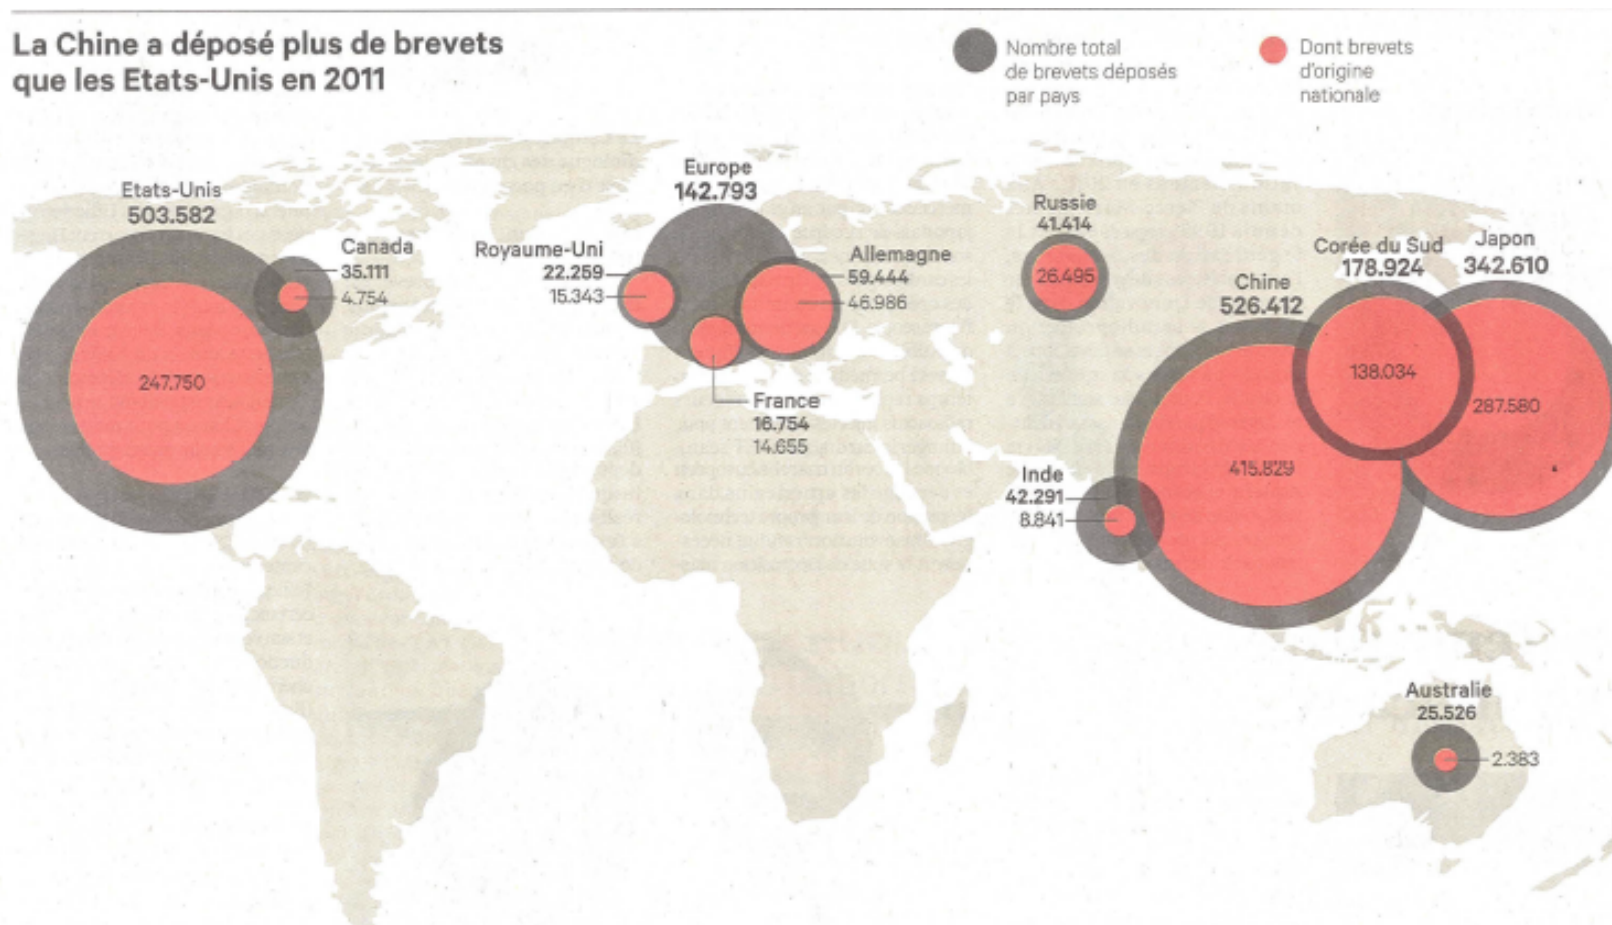 La Chine a déposé plus de brevets
que les Etats-Unis en 2011
Nombre total
de brevets déposés
par pays
Dont brevets
d'origine
nationale
Etats-Unis
503.582
247.750
Canada
35.111
4.754
Europe
142.793
Royaume-Uni
22.259
15.343
Allemagne
59.444
46.986
France
16.754
14.655
Russie
41.414
26.495
Corée du Sud
178.924
138.034
Japon
342.610
287.580
Chine
526.412
415.829
Inde
42.291
8.841
Australie
25.526
2.383